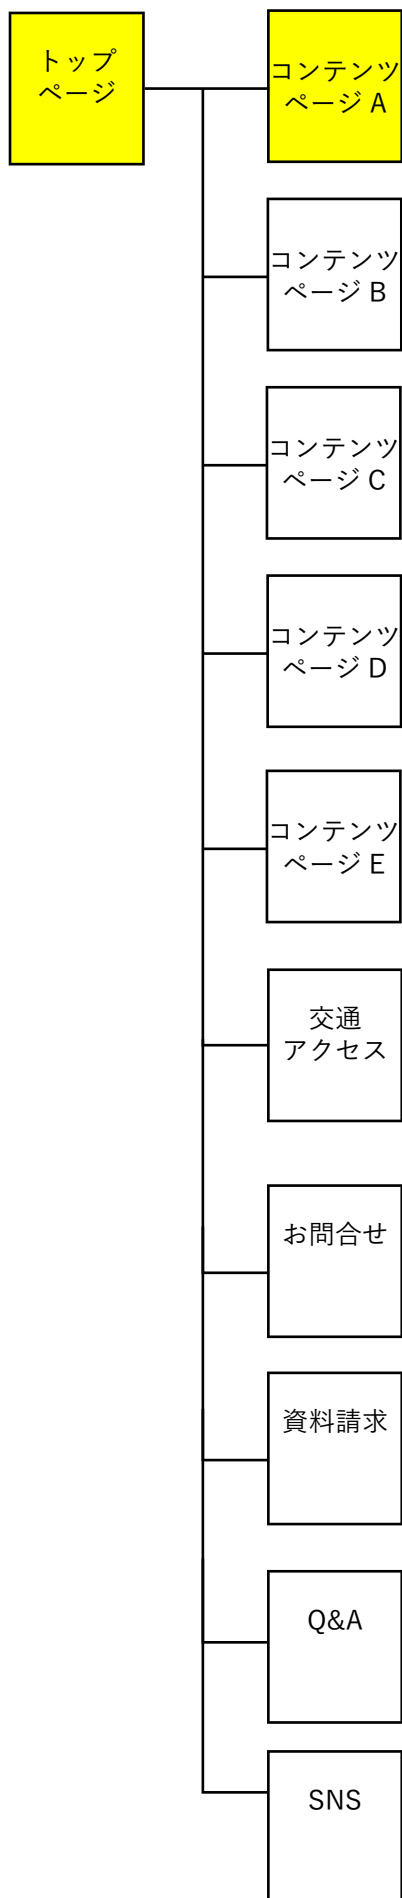 トップ
ページ
コンテンツ
ページ A
コンテンツ
ページ B
コンテンツ
ページ C
コンテンツ
ページ D
コンテンツ
ページ E
交通
アクセス
お問合せ
資料請求
Q&A
SNS